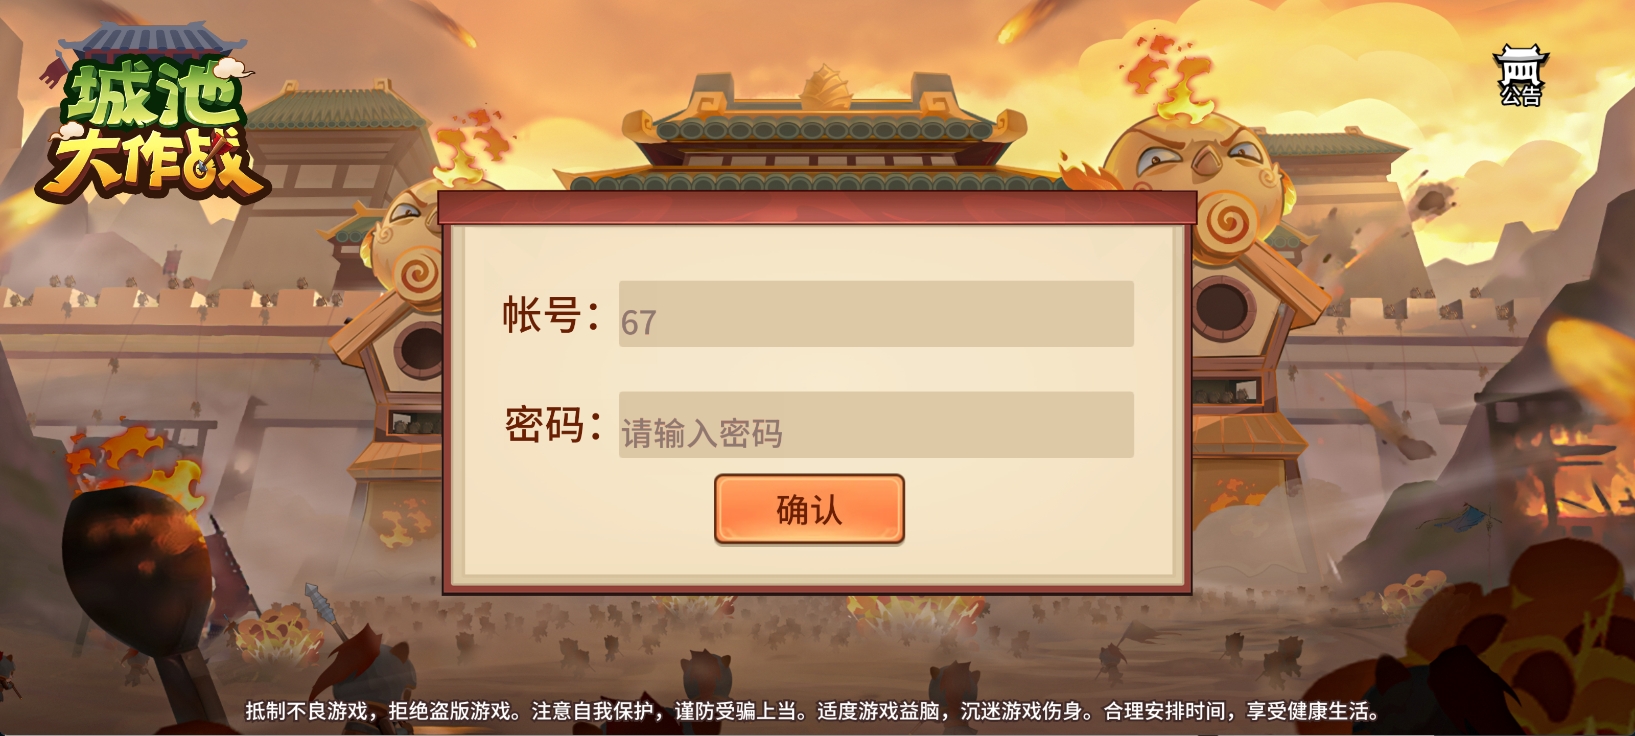 城池
大作战
公告
帐号：
67
密码：
请输入密码
确认
抵制不良游戏，拒绝盗版游戏。注意自我保护，谨防受骗上当。适度游戏益脑，沉迷游戏伤身。合理安排时间，享受健康生活。